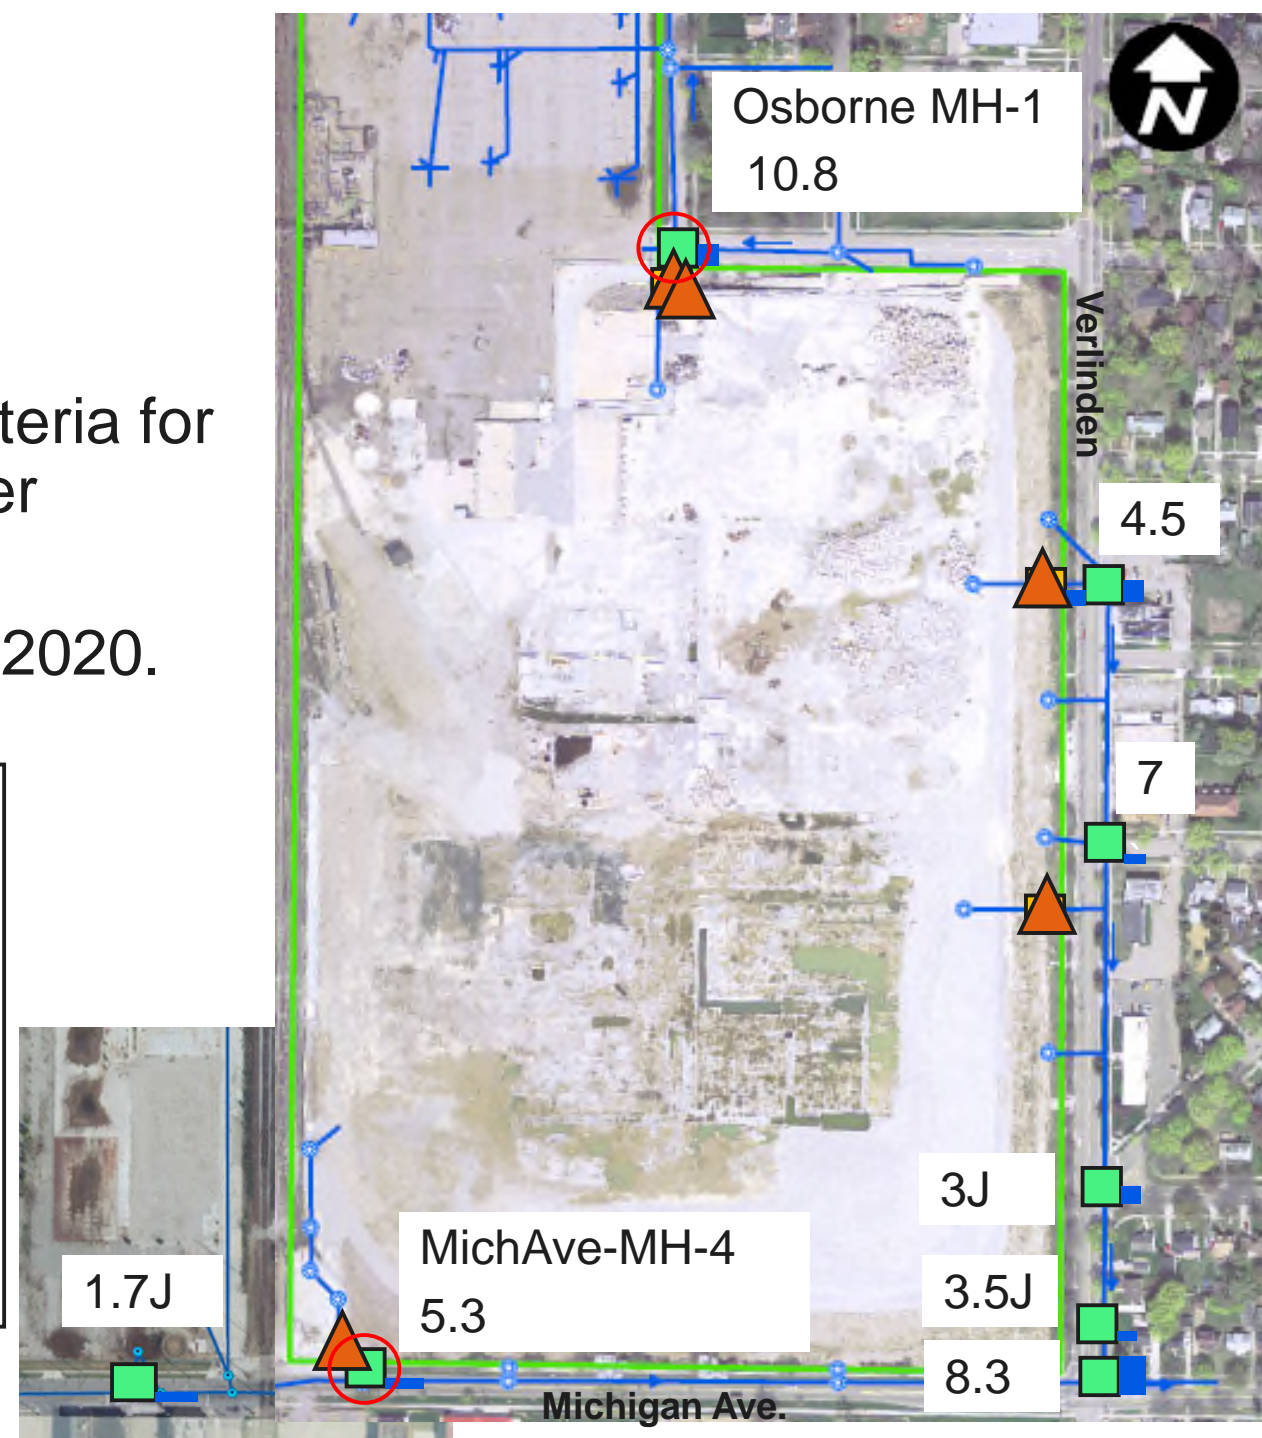 N
Osborne MH-1
10.8
Verlinden
teria for
er
4.5
2020.
7
3J
MichAve-MH-4
5.3
1.7J
3.5J
8.3
Michigan Ave.